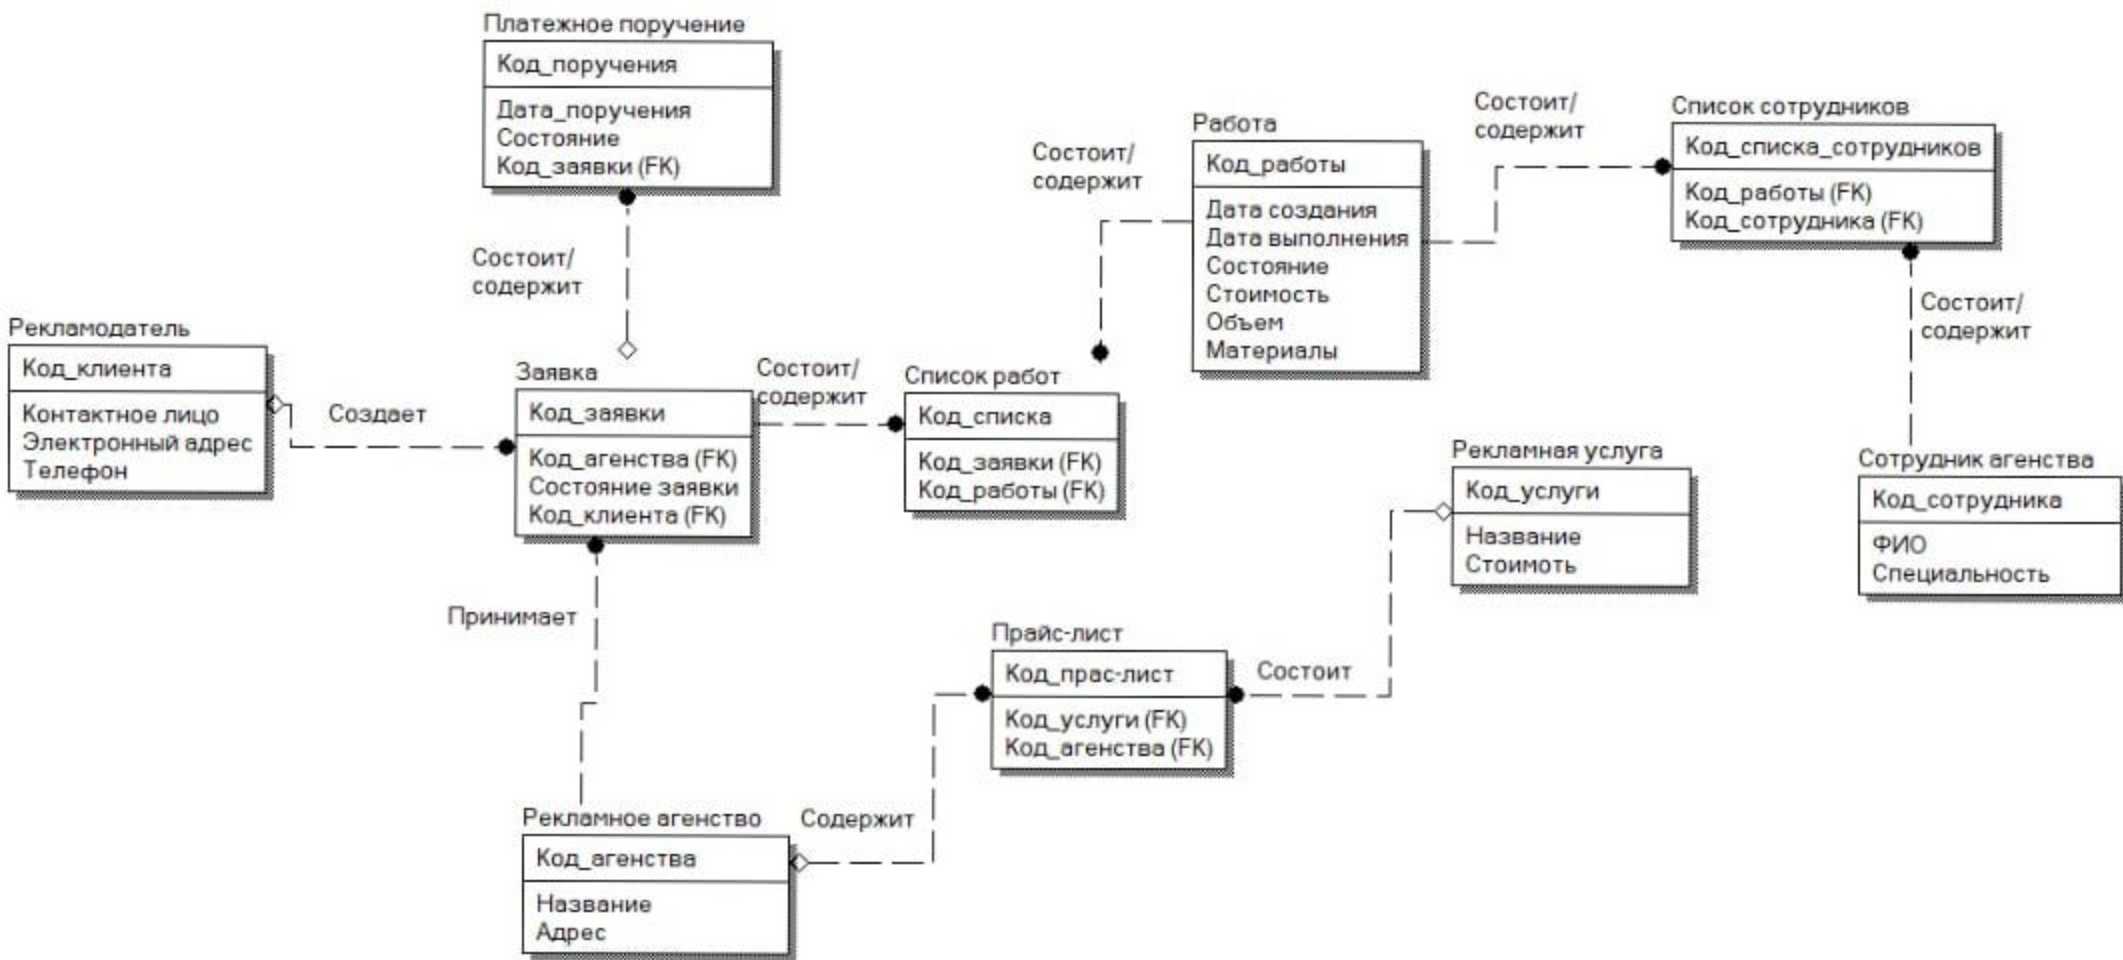 Платежное поручение
Код_поручения
Дата_поручения
Состояние
Код_заявки (FK)
Состоит/
содержит
Рекламодатель
Код_клиента
Контактное лицо
Электронный адрес
Телефон
Создает
Заявка
Код_заявки
Код_агенства (FK)
Состояние заявки
Код_клиента (FK)
Состоит/
содержит
Список работ
Код_списка
Код_заявки (FK)
Код_работы (FK)
Состоит/
содержит
Работа
Код_работы
Дата создания
Дата выполнения
Состояние
Стоимость
Объем
Материалы
Состоит/
содержит
Список сотрудников
Код_списка_сотрудников
Код_работы (FK)
Код_сотрудника (FK)
Состоит/
содержит
Сотрудник агенства
Код_сотрудника
ФИО
Специальность
Рекламная услуга
Код_услуги
Название
Стоимоть
Принимает
Прайс-лист
Код_прас-лист
Код_услуги (FK)
Код_агенства (FK)
Состоит
Рекламное агенство
Код_агенства
Название
Адрес
Содержит